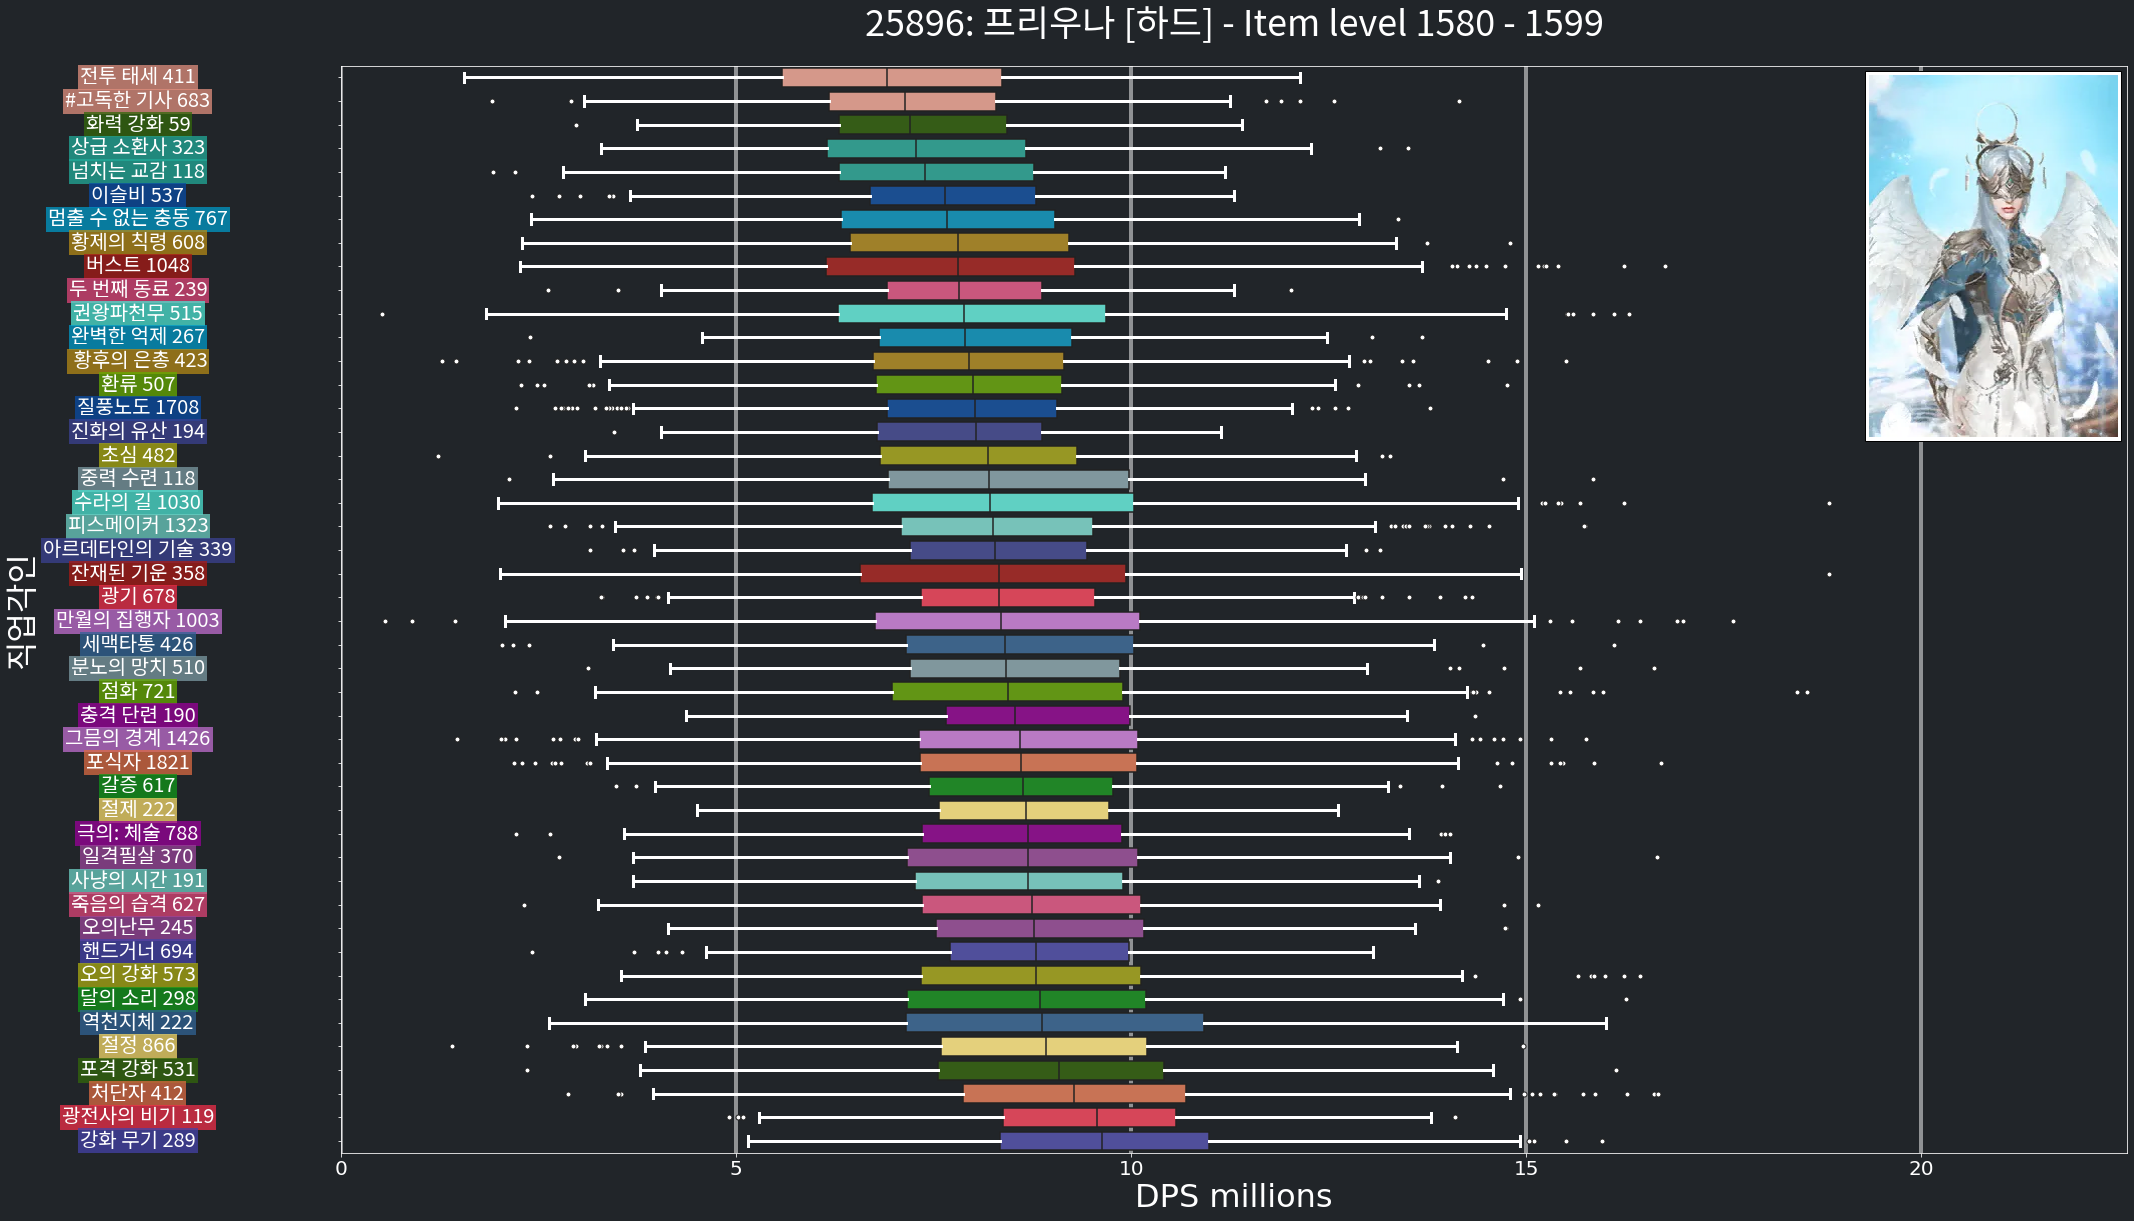 25896: 프리우나 [하드] - Item level 1580 - 1599
전투 태세 411
#고독한 기사 683
화력 강화 59
상급 소환사 323
넘치는 교감 118
이슬비 537
멈출 수 없는 충동 767
황제의 칙령 608
버스트 1048
두 번째 동료 239
권왕파천무 515
완벽한 억제 267
황후의 은총 423
환류 507
질풍노도 1708
진화의 유산 194
초심 482
중력 수련 118
수라의 길 1030
피스메이커 1323
아르데타인의 기술 339
잔재된 기운 358
광기 678
만월의 집행자 1003
세맥타통 426
분노의 망치 510
점화 721
충격 단련 190
그믐의 경계 1426
포식자 1821
갈증 617
절제 222
극의: 체술 788
일격필살 370
사냥의 시간 191
죽음의 습격 627
오의난무 245
핸드거너 694
오의 강화 573
달의 소리 298
역천지체 222
절정 866
포격 강화 531
처단자 412
광전사의 비기 119
강화 무기 289
직업각인
0 5 10 15 20
DPS millions